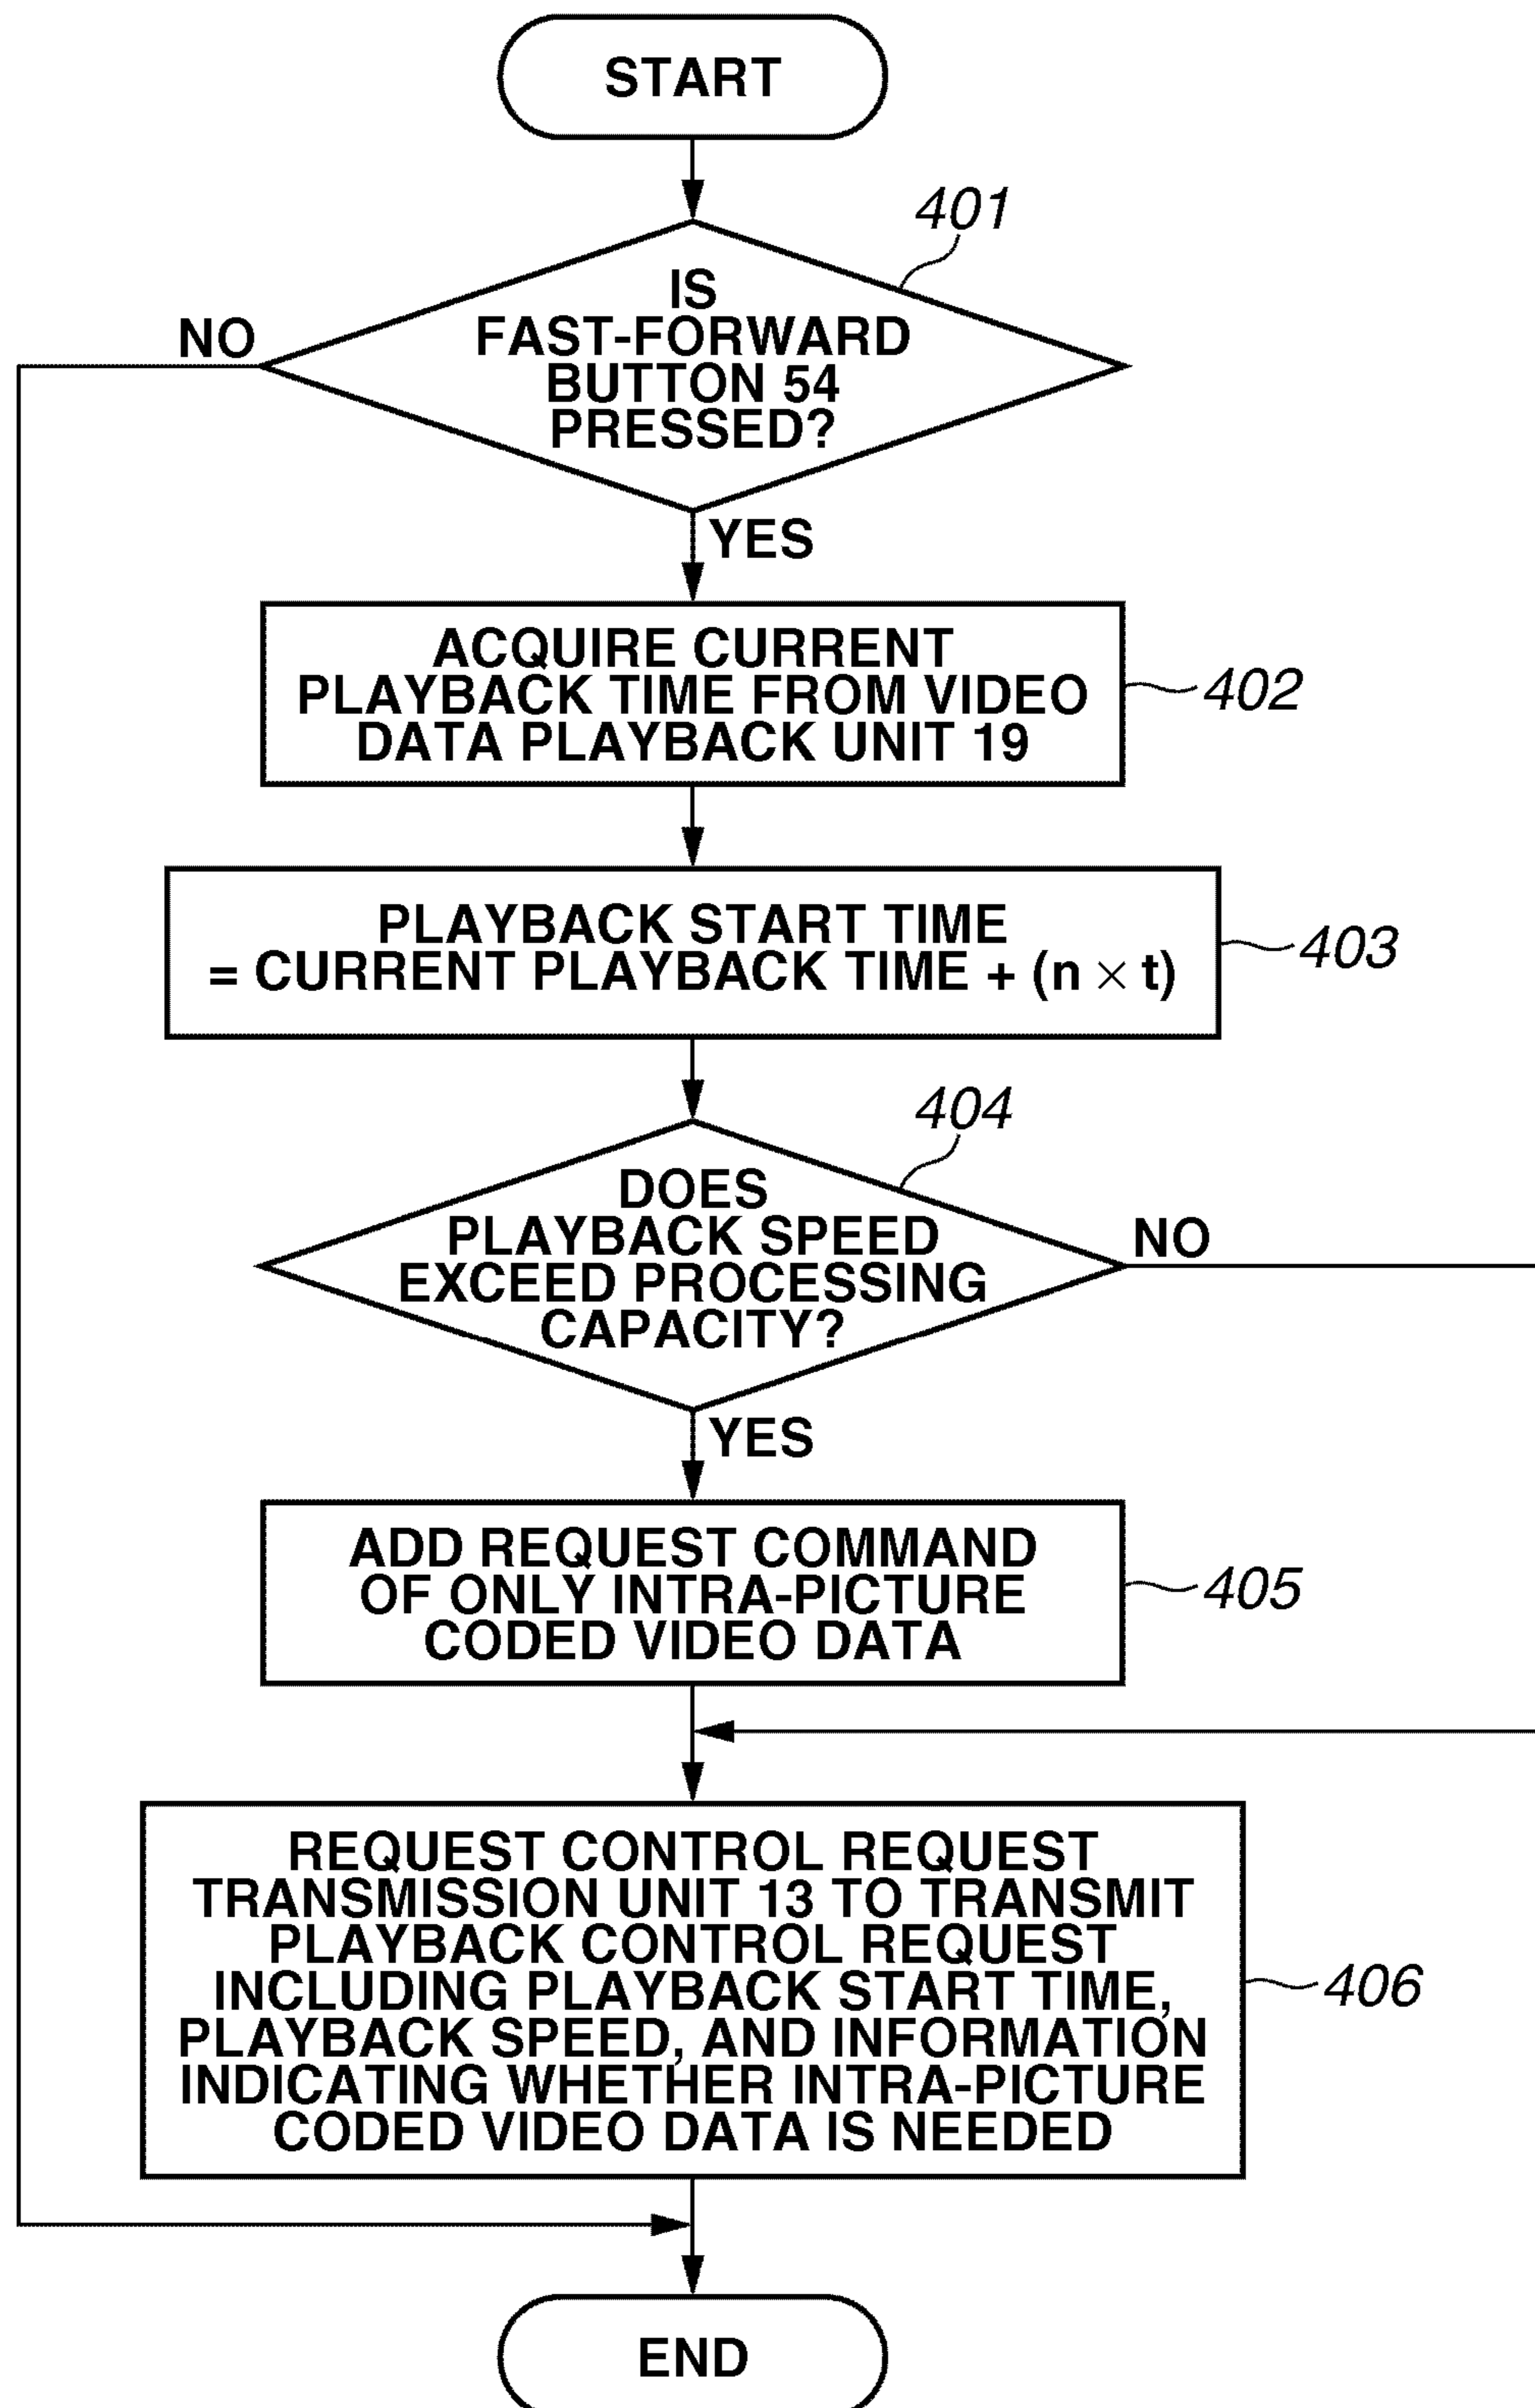 START
401
IS
FAST-FORWARD
BUTTON 54
PRESSED?
NO
YES
ACQUIRE CURRENT
PLAYBACK TIME FROM VIDEO
DATA PLAYBACK UNIT 19
402
PLAYBACK START TIME
= CURRENT PLAYBACK TIME + (n × t)
403
404
DOES
PLAYBACK SPEED
EXCEED PROCESSING
CAPACITY?
NO
YES
ADD REQUEST COMMAND
OF ONLY INTRA-PICTURE
CODED VIDEO DATA
405
REQUEST CONTROL REQUEST
TRANSMISSION UNIT 13 TO TRANSMIT
PLAYBACK CONTROL REQUEST
INCLUDING PLAYBACK START TIME,
PLAYBACK SPEED, AND INFORMATION
INDICATING WHETHER INTRA-PICTURE
CODED VIDEO DATA IS NEEDED
406
END